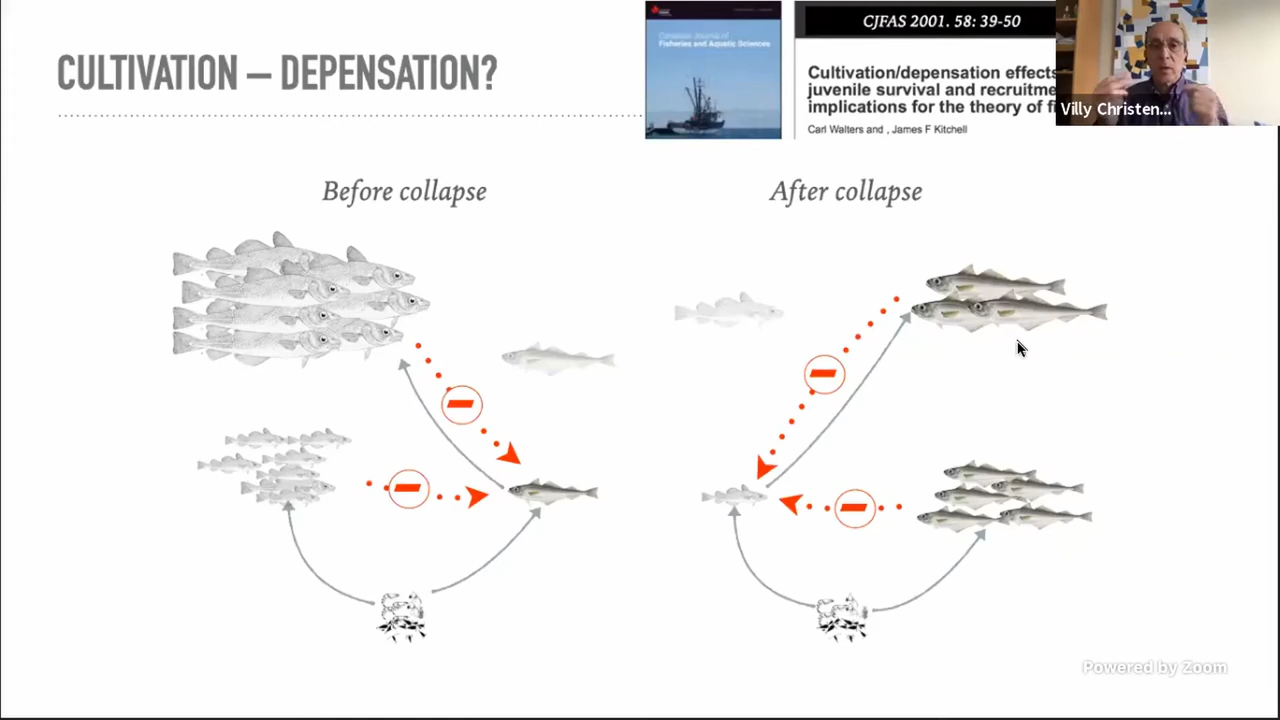 CULTIVATION – DEPENSATION?
Canadian Journal of
Fisheries and Aquatic Sciences
CJFAS 2001. 58: 39-50
Cultivation/depensation effects
juvenile survival and recruitme
implications for the theory of fi
Carl Walters and , James F Kitchell
Villy Christen...
Before collapse
After collapse
Powered by Zoom